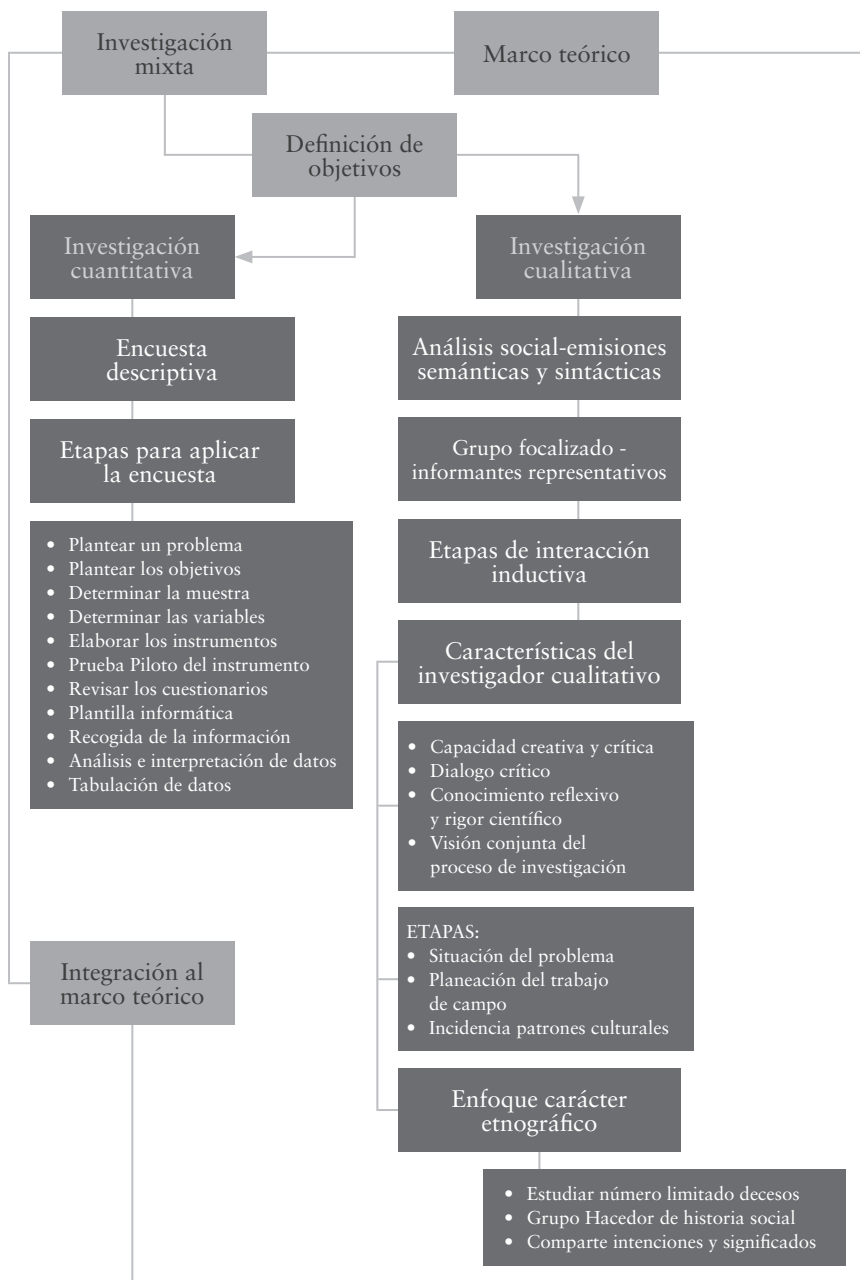 Investigación
mixta
Marco teórico
Definición de
objetivos
Investigación
cuantitativa
Encuesta
descriptiva
Etapas para aplicar
la encuesta
• Plantear un problema
• Plantear los objetivos
• Determinar la muestra
• Determinar las variables
• Elaborar los instrumentos
• Prueba Piloto del instrumento
• Revisar los cuestionarios
• Plantilla informática
• Recogida de la información
• Análisis e interpretación de datos
• Tabulación de datos
Investigación
cualitativa
Análisis social-emisiones
semánticas y sintácticas
Grupo focalizado -
informantes representativos
Etapas de interacción
inductiva
Características del
investigador cualitativo
• Capacidad creativa y crítica
• Dialogo crítico
• Conocimiento reflexivo
y rigor científico
• Visión conjunta del
proceso de investigación
ETAPAS:
• Situación del problema
• Planeación del trabajo
de campo
• Incidencia patrones culturales
Enfoque carácter
etnográfico
• Estudiar número limitado decesos
• Grupo Hacedor de historia social
• Comparte intenciones y significados
Integración al
marco teórico